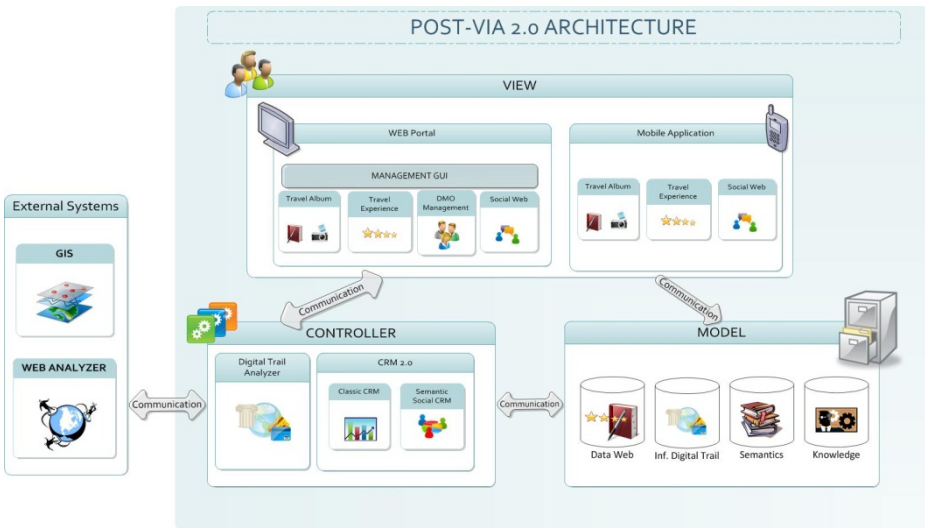 POST-VIA 2.0 ARCHITECTURE
VIEW
WEB Portal
MANAGEMENT GUI
Travel Album
Travel
Experience
DMO
Management
Social Web
Mobile Application
Travel Album
Travel
Experience
Social Web
External Systems
GIS
WEB ANALYZER
Communication
Communication
Communication
CONTROLLER
Digital Trail
Analyzer
CRM 2.0
Classic CRM
Semantic
Social CRM
Communication
MODEL
Data Web
Inf. Digital Trail
Semantics
Knowledge